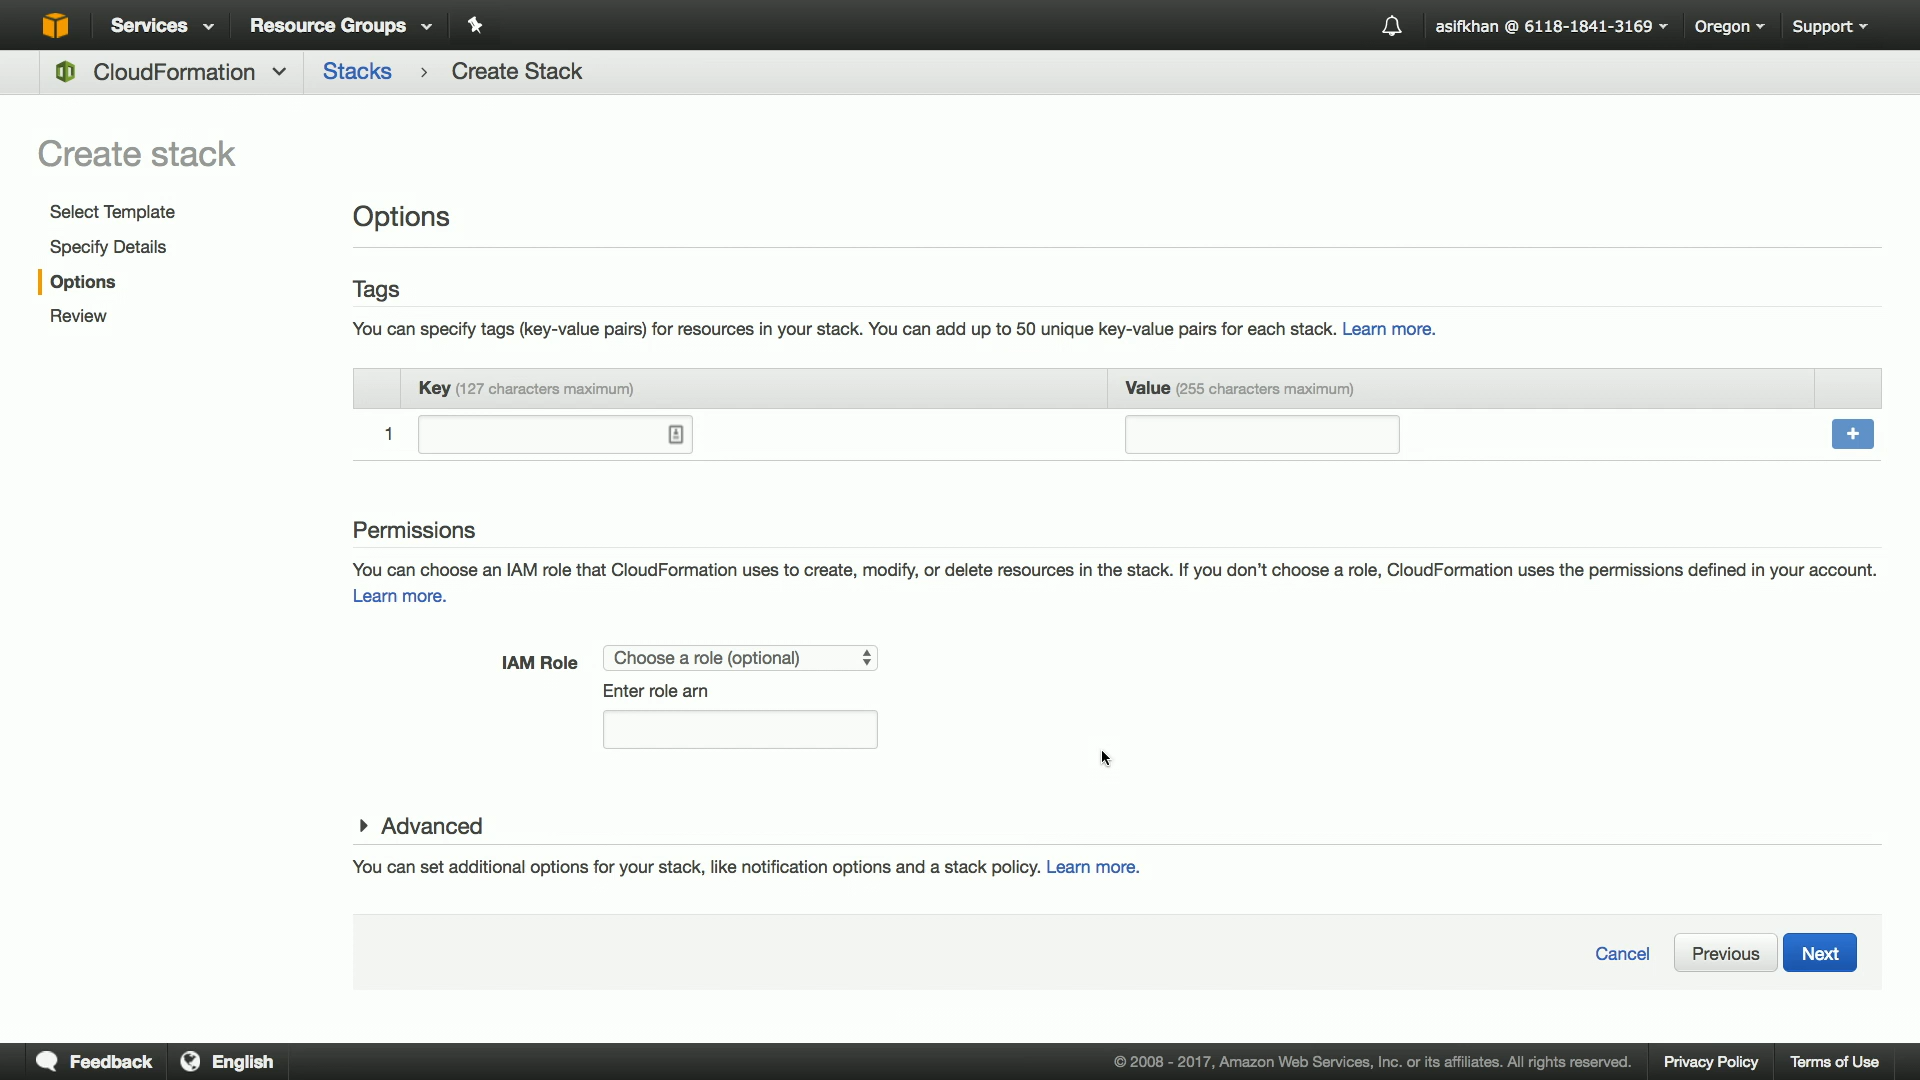 Services
Resource Groups
asifkhan @ 6118-1841-3169
Oregon
Support
CloudFormation
Stacks › Create Stack
Create stack
Select Template
Specify Details
Options
Review
Options
Tags
You can specify tags (key-value pairs) for resources in your stack. You can add up to 50 unique key-value pairs for each stack. Learn more.
Key (127 characters maximum)
Value (255 characters maximum)
1
+
Permissions
You can choose an IAM role that CloudFormation uses to create, modify, or delete resources in the stack. If you don't choose a role, CloudFormation uses the permissions defined in your account.
Learn more.
IAM Role
Choose a role (optional)
Enter role arn
Advanced
You can set additional options for your stack, like notification options and a stack policy. Learn more.
Cancel
Previous
Next
Feedback
English
© 2008 - 2017, Amazon Web Services, Inc. or its affiliates. All rights reserved.
Privacy Policy
Terms of Use